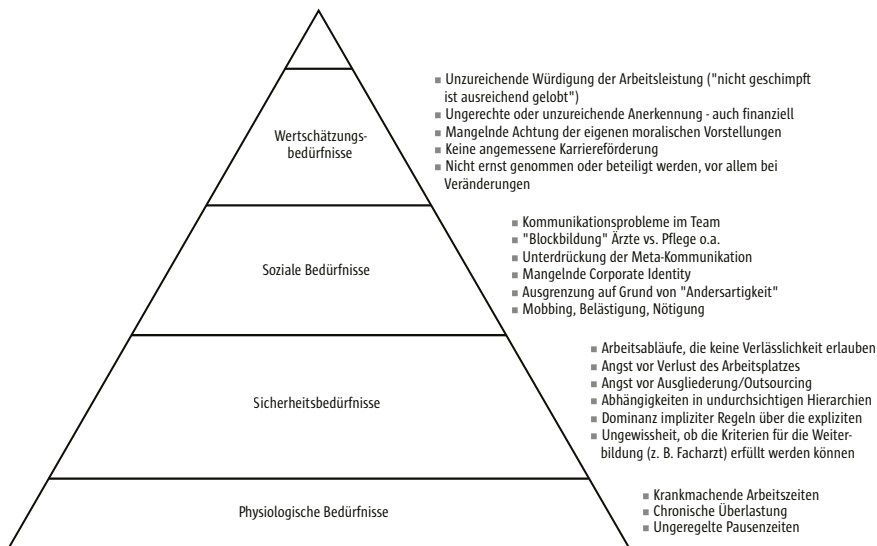 ■ Unzureichende Würdigung der Arbeitsleistung ("nicht geschimpft
ist ausreichend gelobt")
■ Ungerechte oder unzureichende Anerkennung - auch finanziell
■ Mangelnde Achtung der eigenen moralischen Vorstellungen
■ Keine angemessene Karriereförderung
■ Nicht ernst genommen oder beteiligt werden, vor allem bei
Veränderungen
Wertschätzungs-
bedürfnisse
■ Kommunikationsprobleme im Team
■ "Blockbildung" Ärzte vs. Pflege o.a.
■ Unterdrückung der Meta-Kommunikation
■ Mangelnde Corporate Identity
■ Ausgrenzung auf Grund von "Andersartigkeit"
■ Mobbing, Belästigung, Nötigung
Soziale Bedürfnisse
■ Arbeitsabläufe, die keine Verlässlichkeit erlauben
■ Angst vor Verlust des Arbeitsplatzes
■ Angst vor Ausgliederung/Outsourcing
■ Abhängigkeiten in undurchsichtigen Hierarchien
■ Dominanz impliziter Regeln über die expliziten
■ Ungewissheit, ob die Kriterien für die Weiter-
bildung (z. B. Facharzt) erfüllt werden können
Sicherheitsbedürfnisse
■ Krankmachende Arbeitszeiten
■ Chronische Überlastung
■ Ungeregelte Pausenzeiten
Physiologische Bedürfnisse